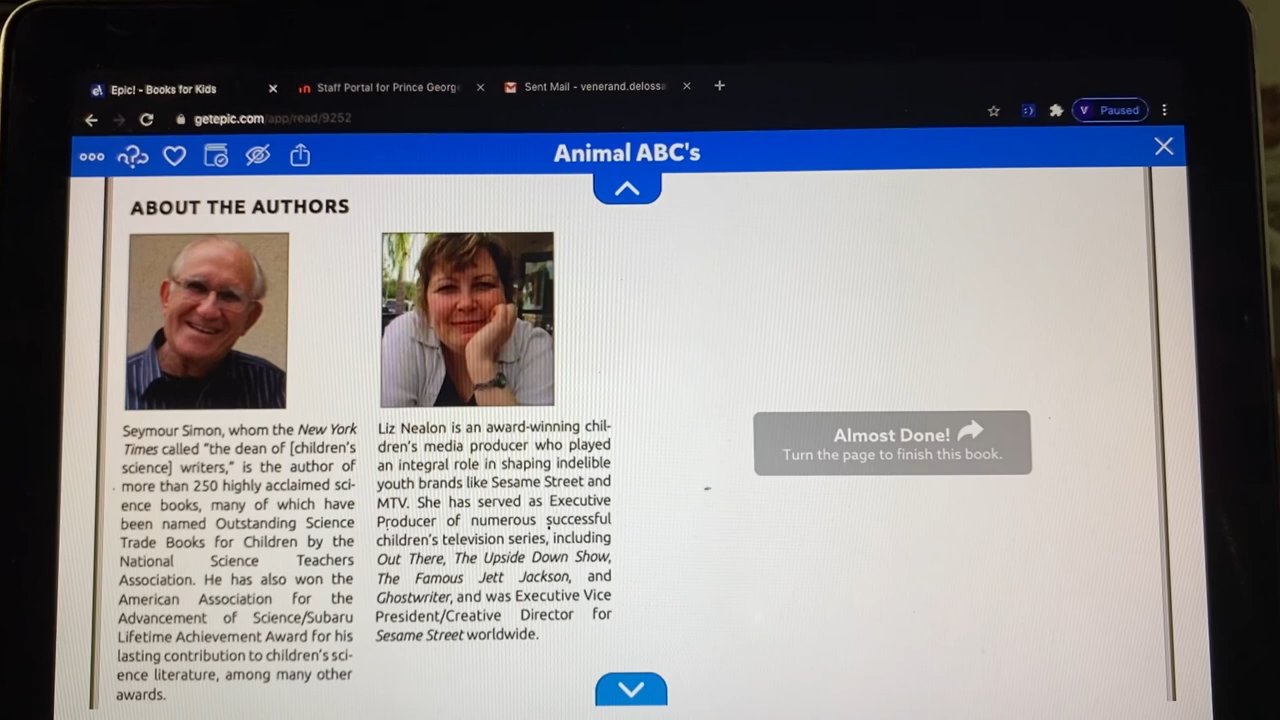 Epic! - Books for Kids
Staff Portal for Prince Georg
Sent Mail - venerand.delossa
getepic.com/app/read/9252
V Paused
Animal ABC's
ABOUT THE AUTHORS
Seymour Simon, whom the New York
Times called "the dean of [children's
science] writers," is the author of
more than 250 highly acclaimed sci-
ence books, many of which have
been named Outstanding Science
Trade Books for Children by the
National Science Teachers
Association. He has also won the
American Association for the
Advancement of Science/Subaru
Lifetime Achievement Award for his
lasting contribution to children's sci-
ence literature, among many other
awards.
Liz Nealon is an award-winning chil-
dren's media producer who played
an integral role in shaping indelible
youth brands like Sesame Street and
MTV. She has served as Executive
Producer of numerous successful
children's television series, including
Out There, The Upside Down Show,
The Famous Jett Jackson, and
Ghostwriter, and was Executive Vice
President/Creative Director for
Sesame Street worldwide.
Almost Done!
Turn the page to finish this book.